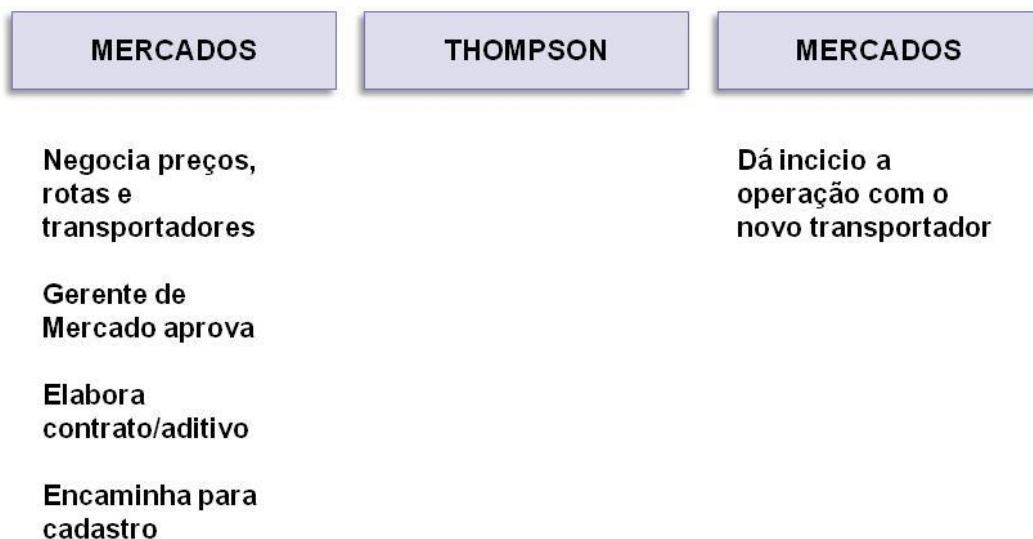 MERCADOS
THOMPSON
MERCADOS
Negocia preços,
rotas e
transportadores
Gerente de
Mercado aprova
Elabora
contrato/aditivo
Encaminha para
cadastro
Dá incicio a
operação com o
novo transportador